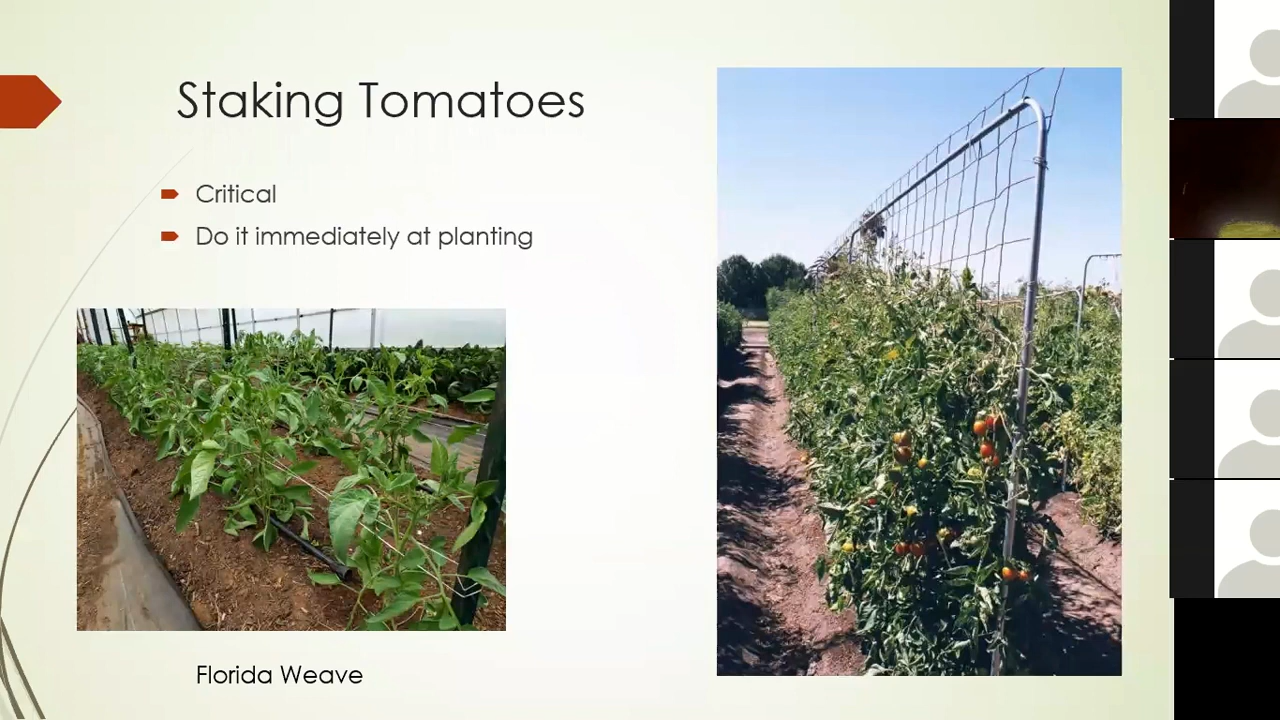 Staking Tomatoes
Critical
Do it immediately at planting
Florida Weave